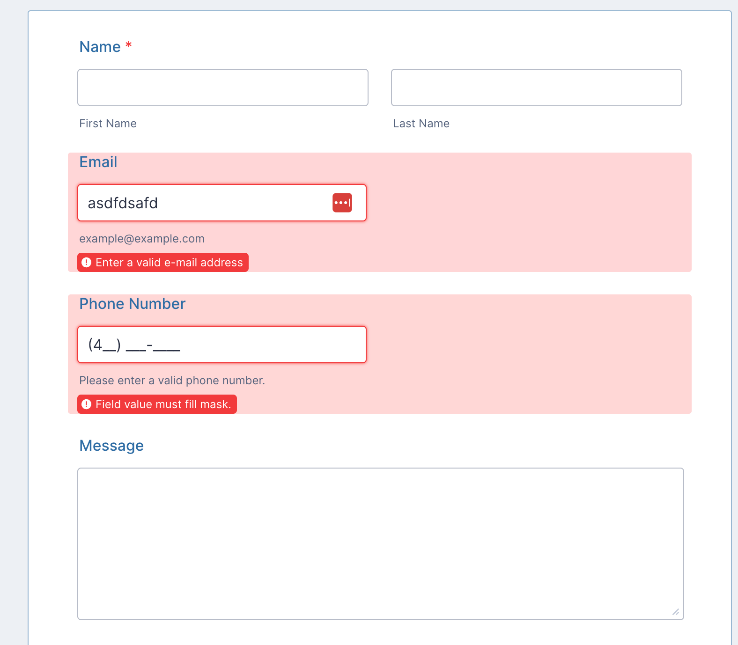 Name *
First Name Last Name
Email
asdfdsafd
example@example.com
Enter a valid e-mail address
Phone Number
(4__) ___-____
Please enter a valid phone number.
Field value must fill mask.
Message